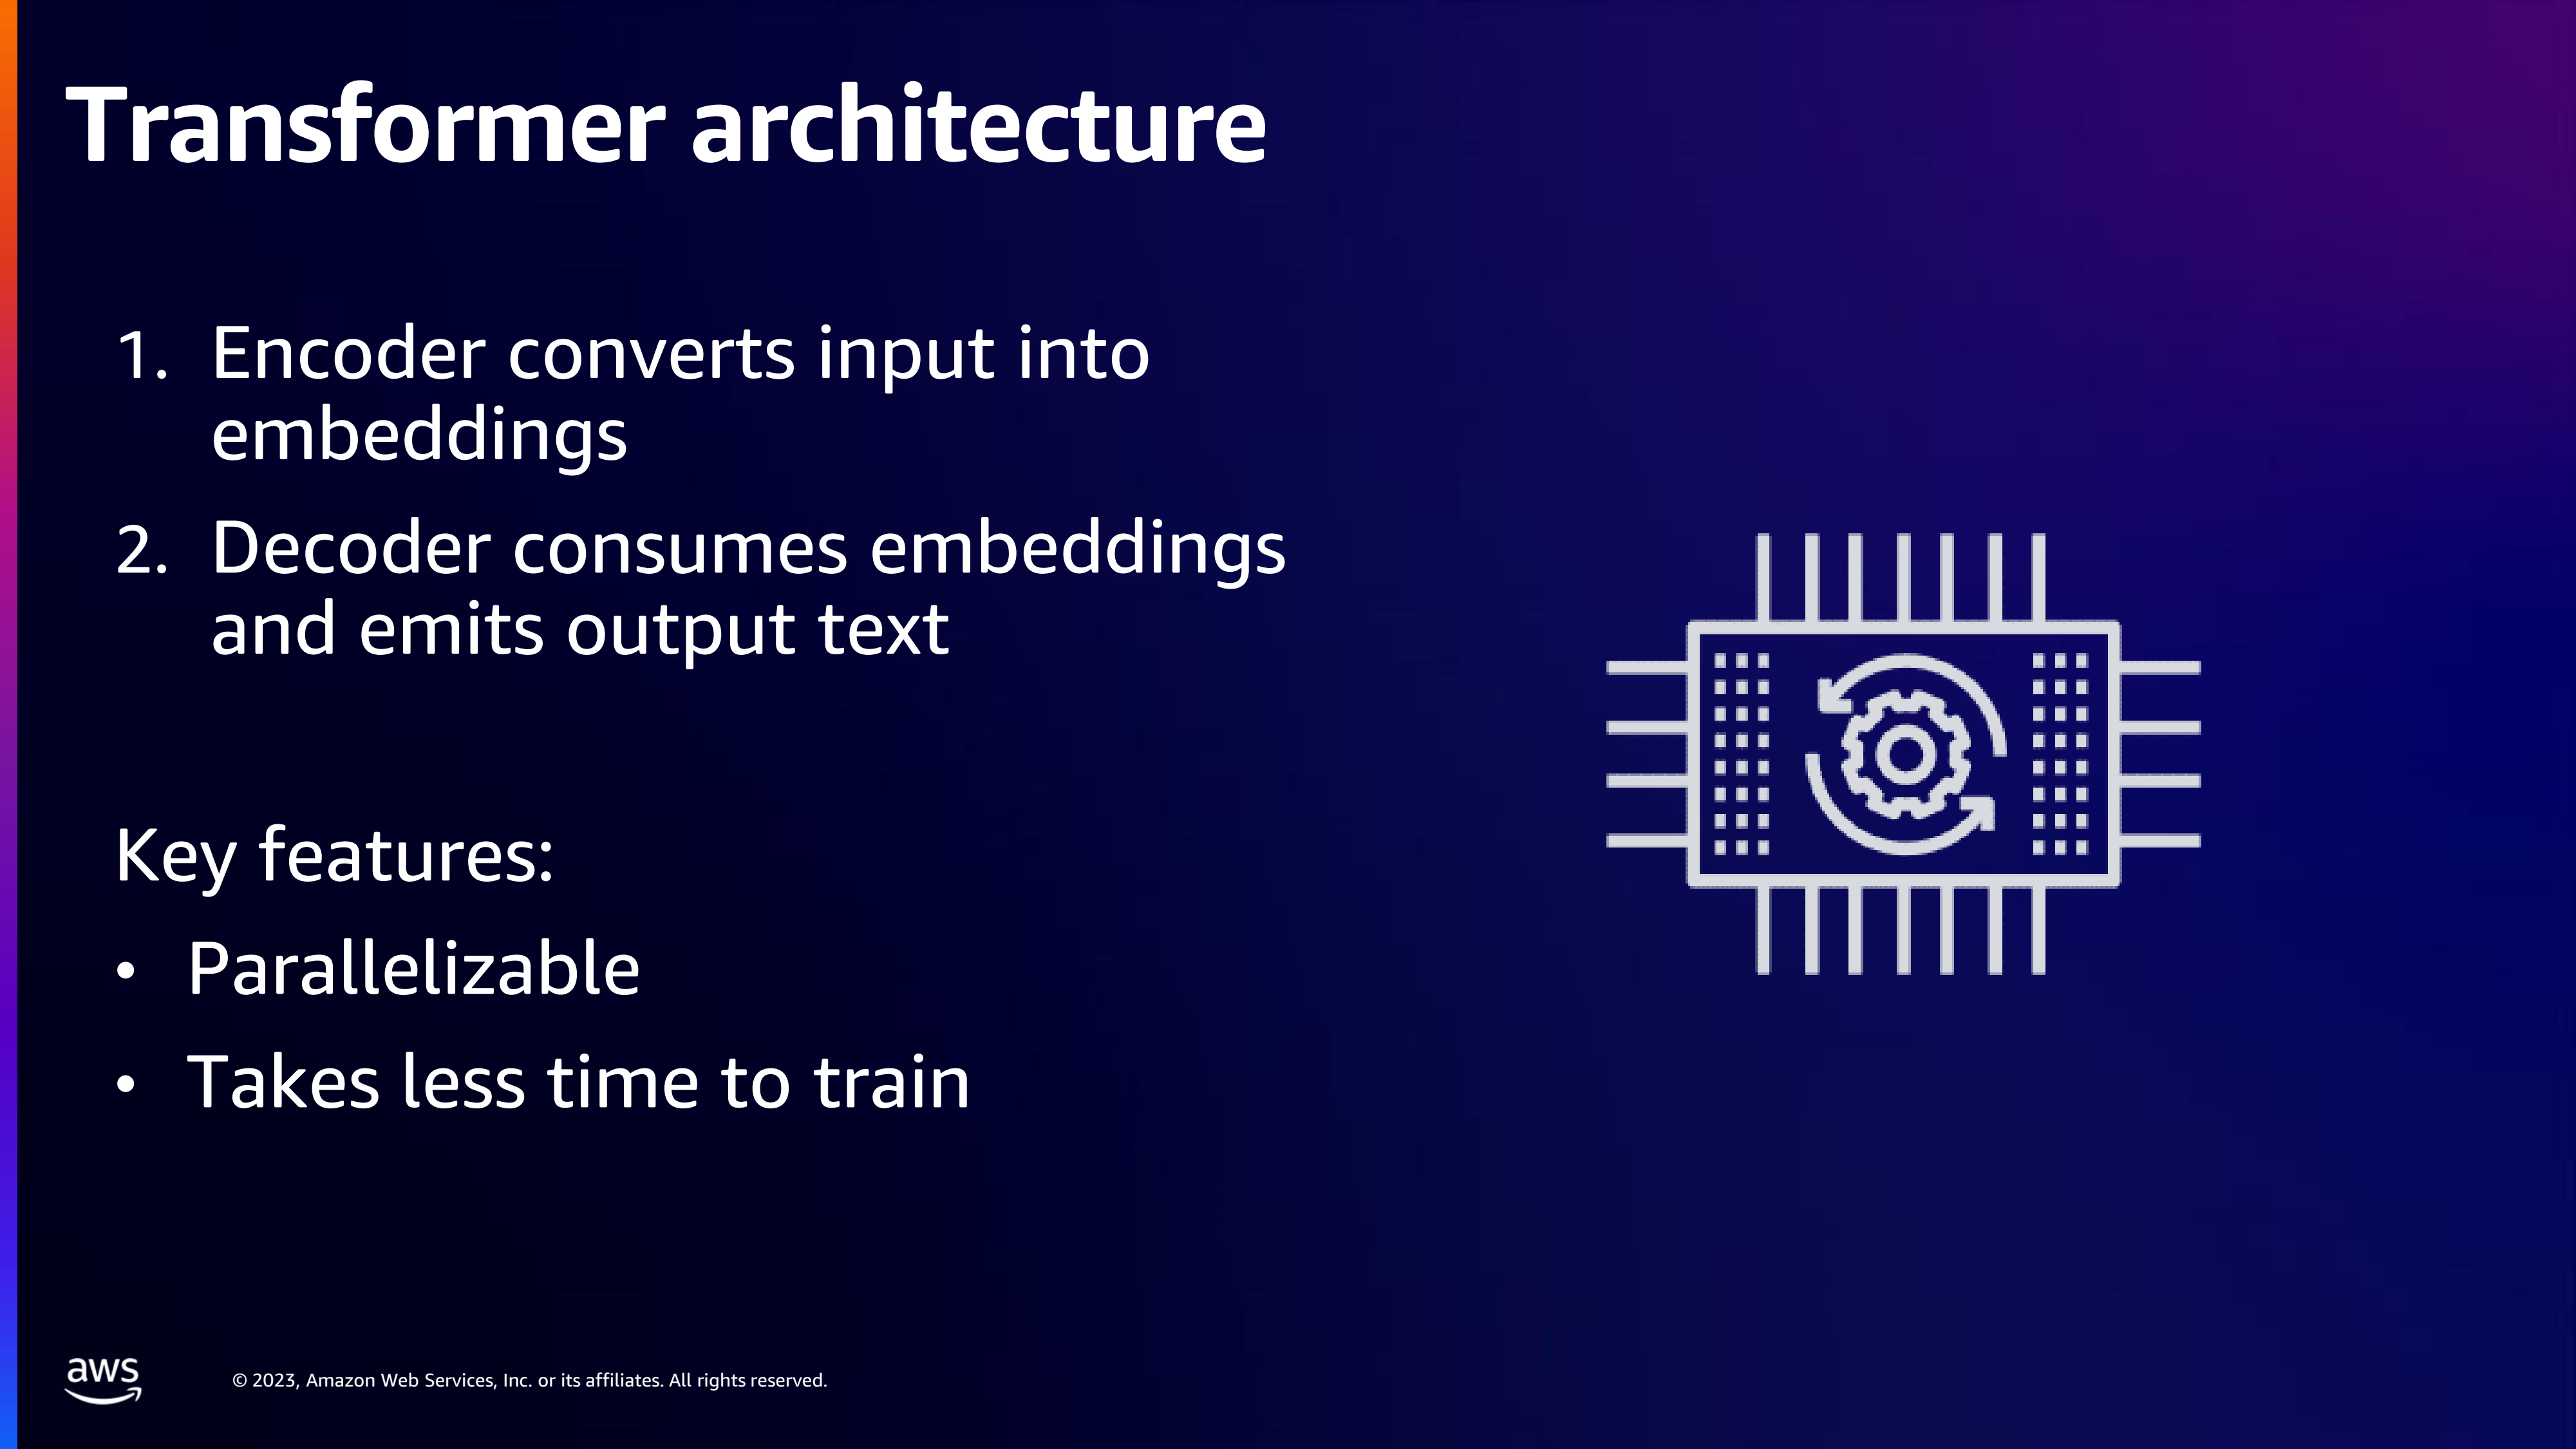 Transformer architecture
1. Encoder converts input into
embeddings
2. Decoder consumes embeddings
and emits output text
Key features:
• Parallelizable
• Takes less time to train
aws
© 2023, Amazon Web Services, Inc. or its affiliates. All rights reserved.